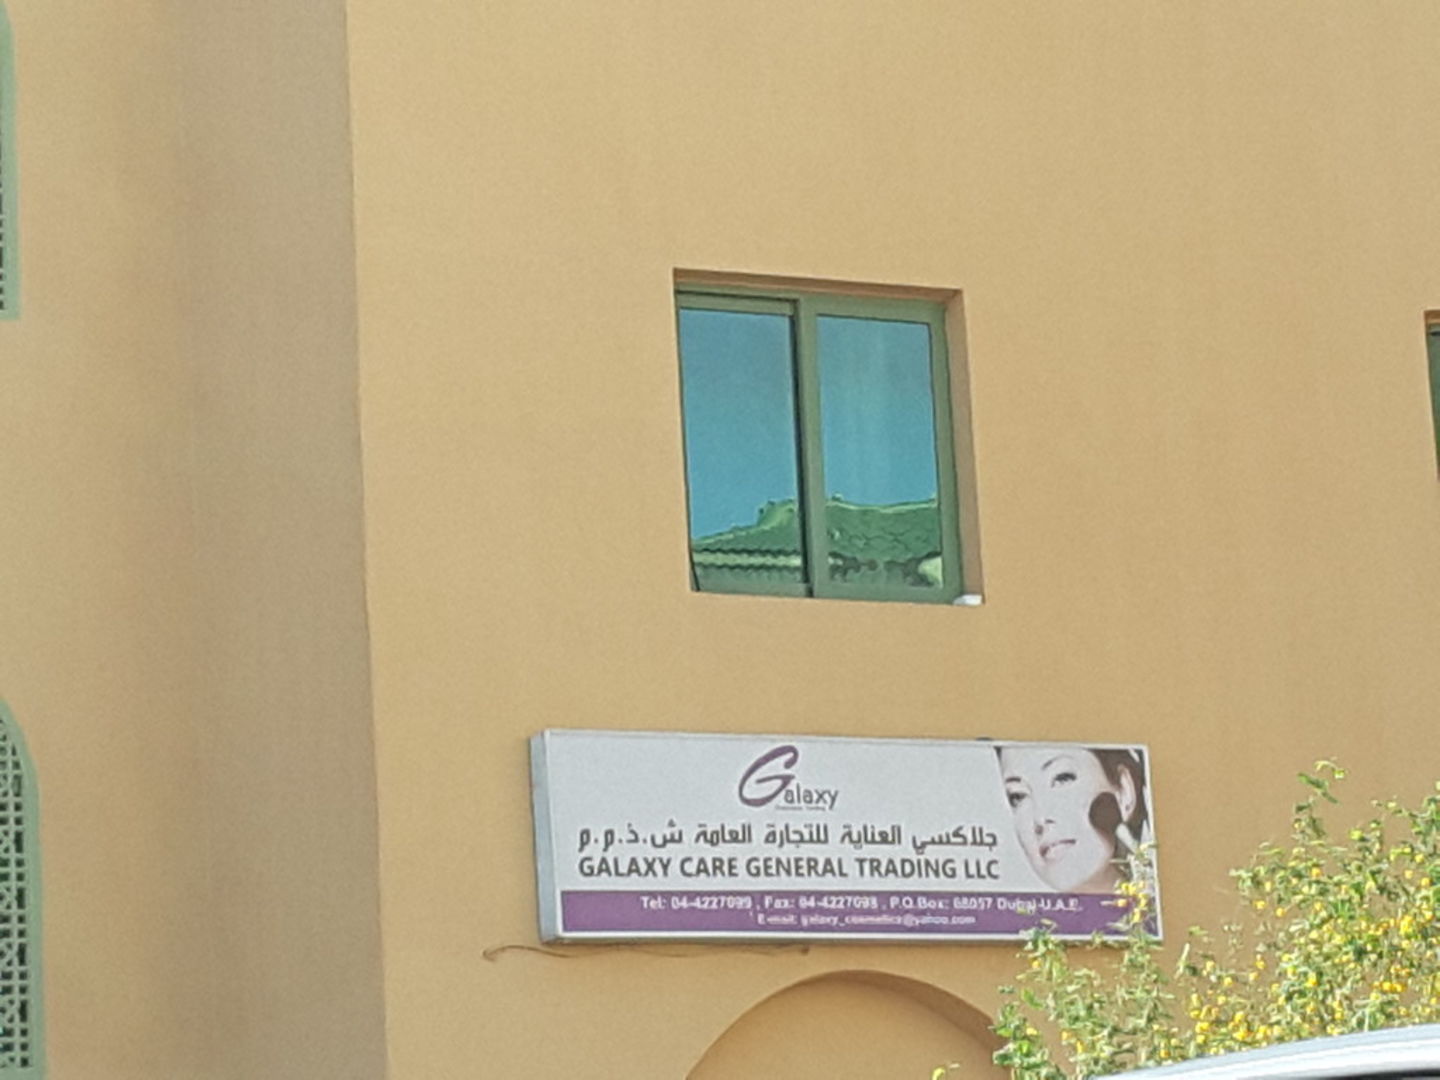 Galaxy
جلاكسي العناية للتجارة العامة ش.ذ.م.م
GALAXY CARE GENERAL TRADING LLC
Tel: 04-4227099 , Fax: 04-4227098 , P.O.Box: 68057 Dubai-U.A.E.
E-mail: galaxy_cosmetics@yahoo.com